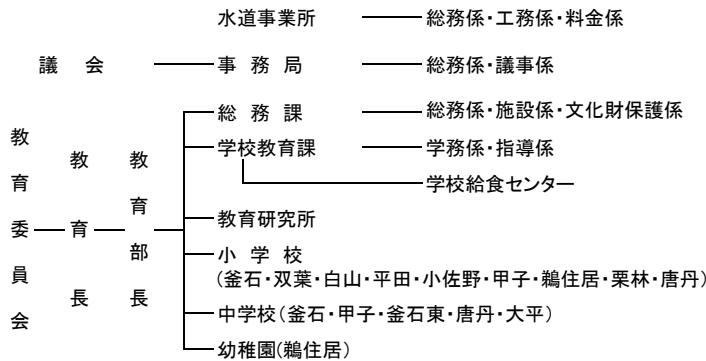 水道事業所 総務係・工務係・料金係
議会 事務局 総務係・議事係
教育委員会
教育長
教育部長
総務課 総務係・施設係・文化財保護係
学校教育課 学務係・指導係
学校給食センター
教育研究所
小学校
(釜石・双葉・白山・平田・小佐野・甲子・鵜住居・栗林・唐丹)
中学校(釜石・甲子・釜石東・唐丹・大平)
幼稚園(鵜住居)